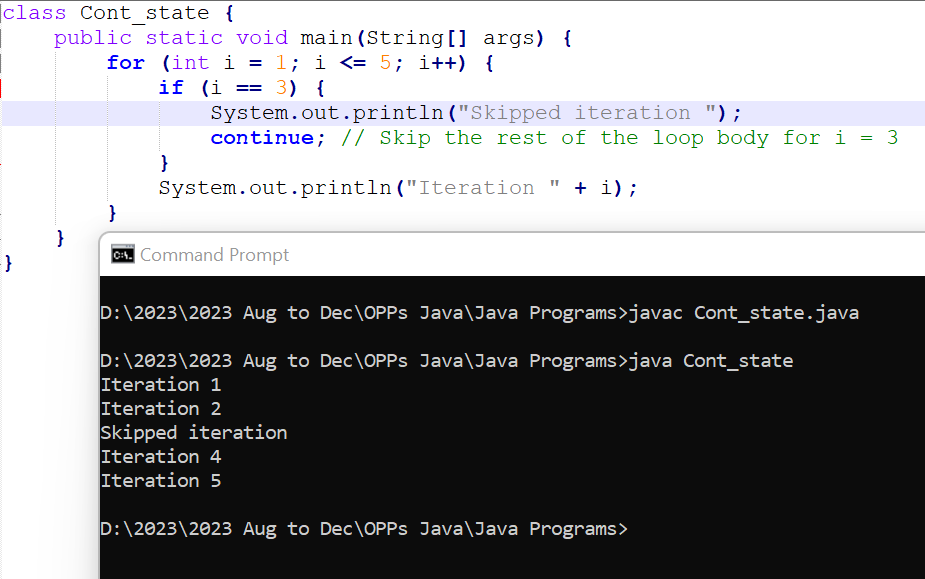 class Cont_state {
public static void main(String[] args) {
for (int i = 1; i <= 5; i++) {
if (i == 3) {
System.out.println("Skipped iteration ");
continue; // Skip the rest of the loop body for i = 3
}
System.out.println("Iteration " + i);
}
}
}
C:\.
Command Prompt
D:\2023\2023 Aug to Dec\OPPs Java\Java Programs>javac Cont_state.java
D:\2023\2023 Aug to Dec\OPPs Java\Java Programs>java Cont_state
Iteration 1
Iteration 2
Skipped iteration
Iteration 4
Iteration 5
D:\2023\2023 Aug to Dec\OPPs Java\Java Programs>